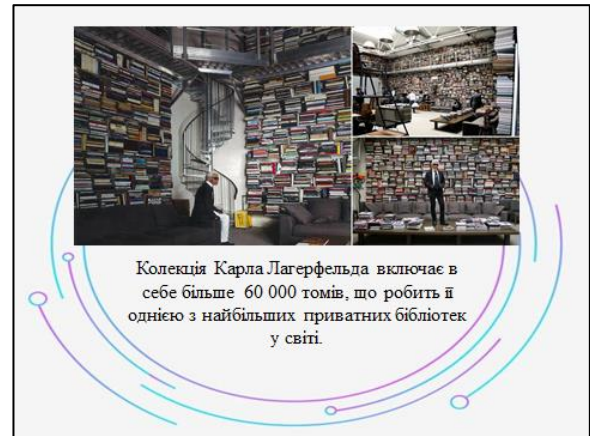 Колекція Карла Лагерфельда включає в
себе більше 60 000 томів, що робить її
однією з найбільших приватних бібліотек
у світі.